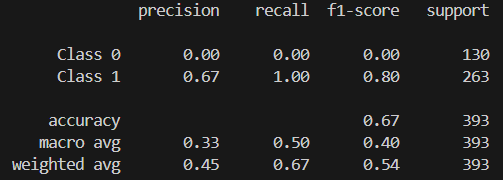 precision recall f1-score support
Class 0 0.00 0.00 0.00 130
Class 1 0.67 1.00 0.80 263
accuracy 0.67 393
macro avg 0.33 0.50 0.40 393
weighted avg 0.45 0.67 0.54 393